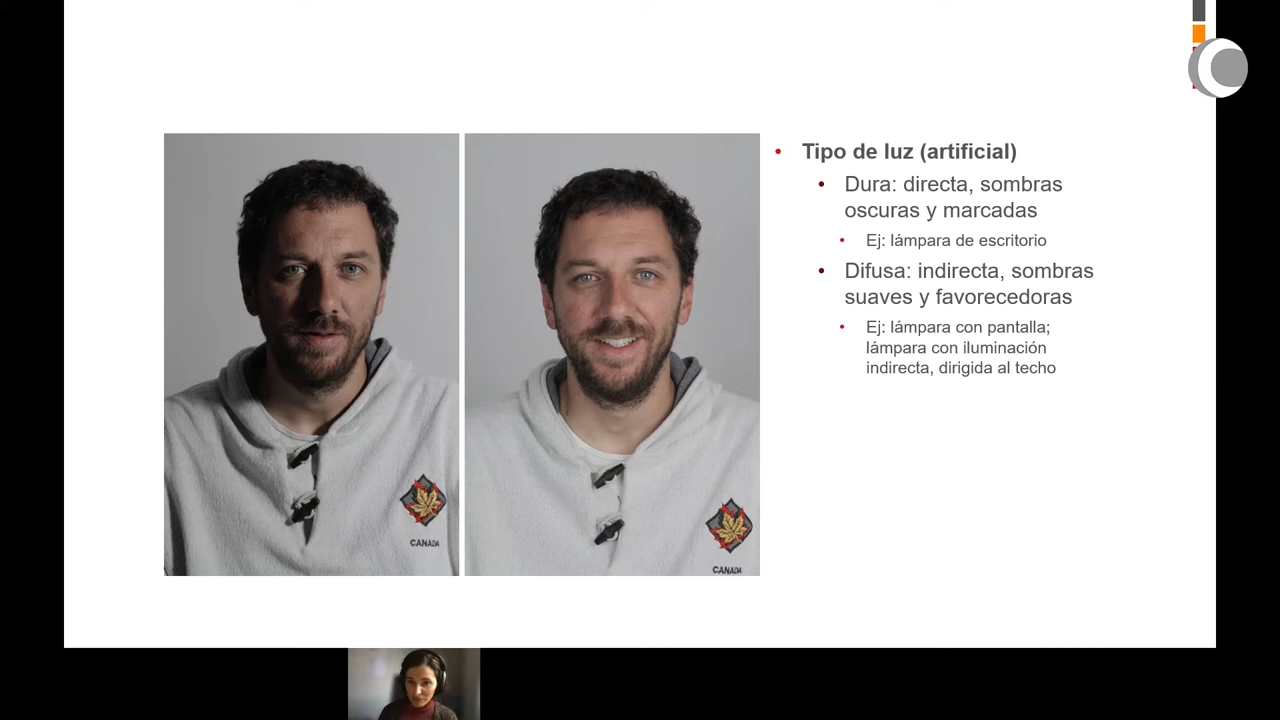 Tipo de luz (artificial)
Dura: directa, sombras
oscuras y marcadas
Ej: lámpara de escritorio
Difusa: indirecta, sombras
suaves y favorecedoras
Ej: lámpara con pantalla;
lámpara con iluminación
indirecta, dirigida al techo
CANADA
CANADA